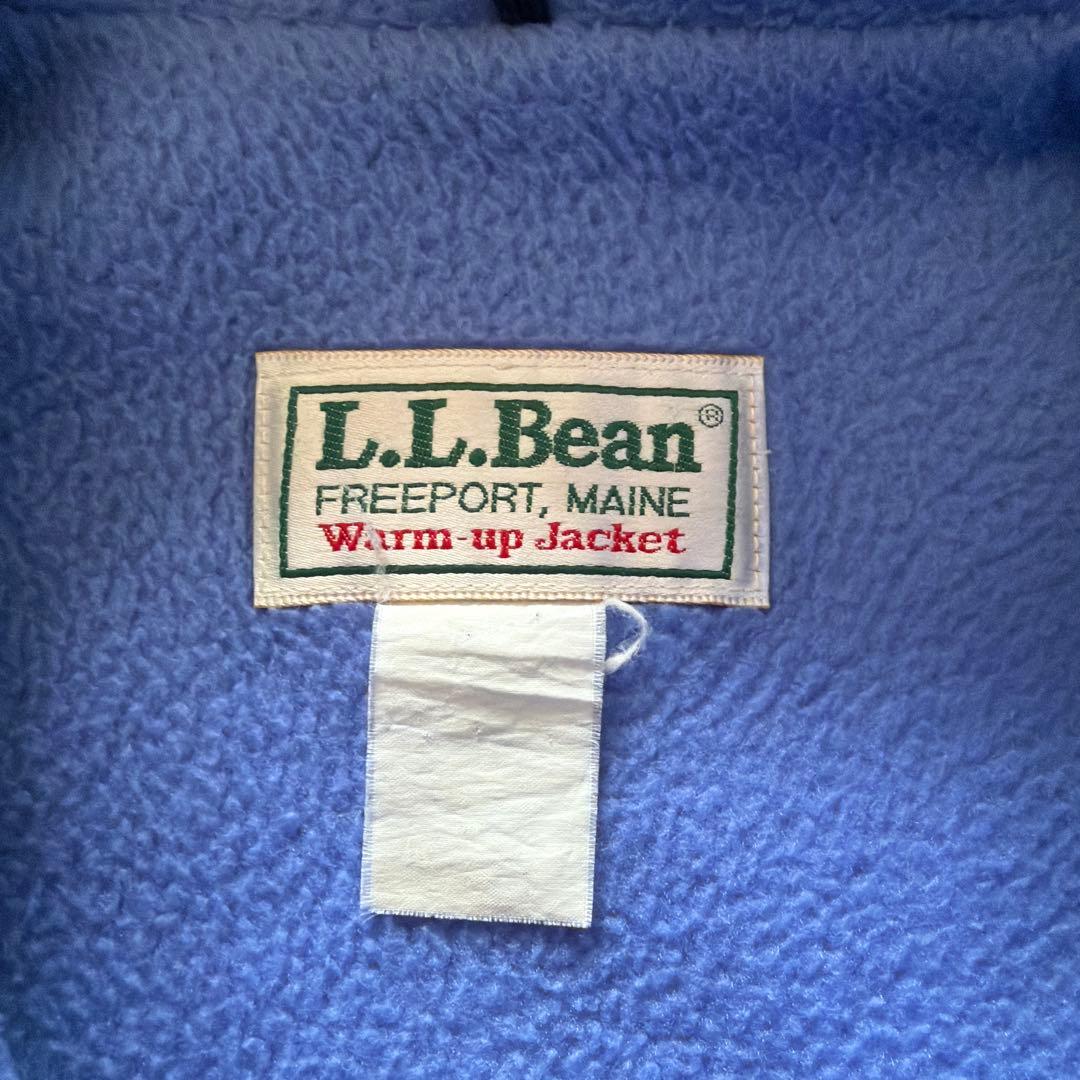 L.L.Bean®
FREEPORT, MAINE
Warm-up Jacket